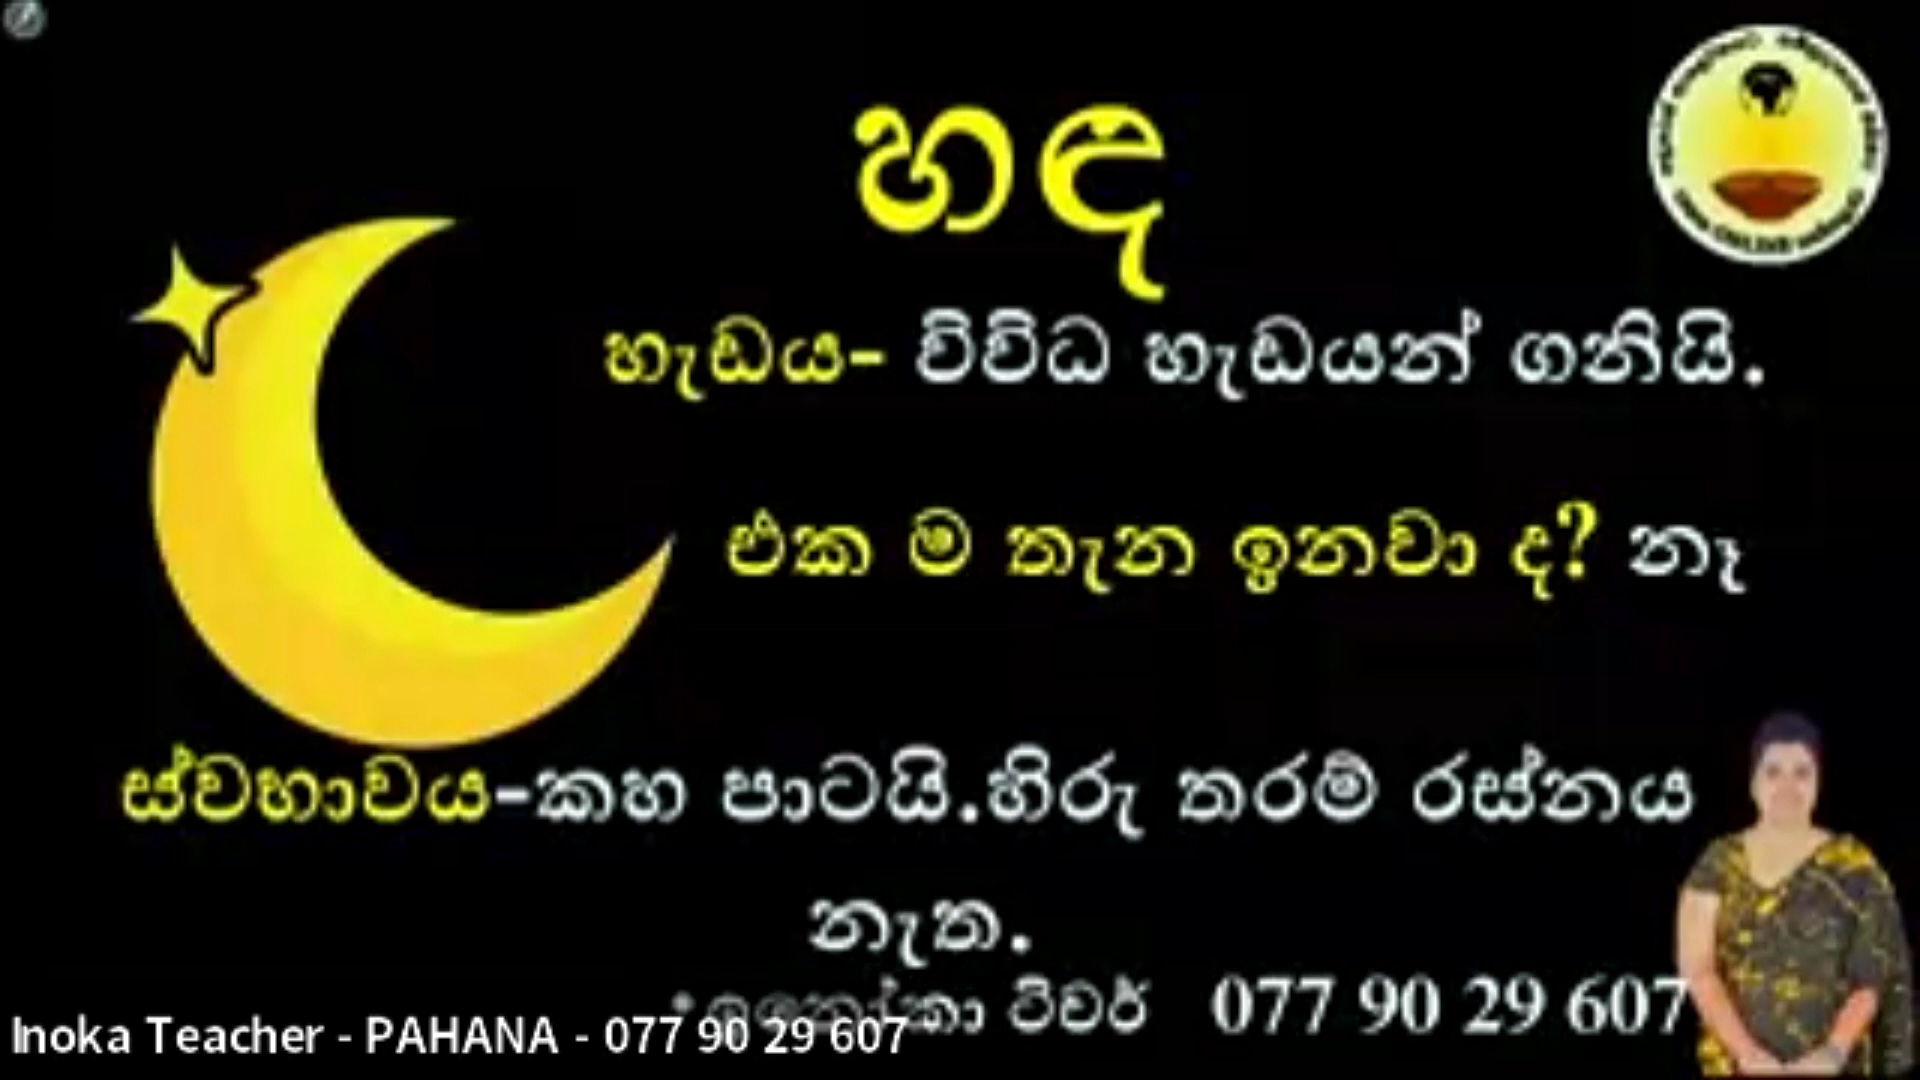 හඳ
හැඩය- විවිධ හැඩයන් ගනියි.
එක ම තැන ඉනවා ද? නෑ
ස්වභාවය-කහ පාටයි.හිරු තරම් රස්නය
නැත.
ටීචර් 077 90 29 607
Inoka Teacher - PAHANA - 077 90 29 607